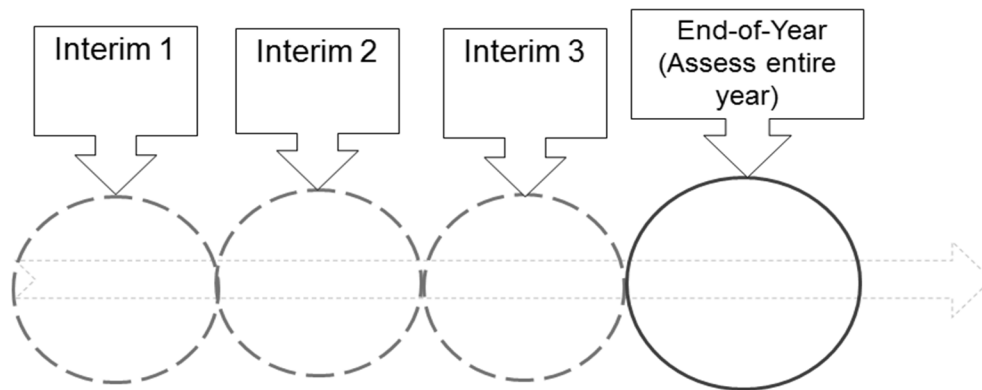 Interim 1
Interim 2
Interim 3
End-of-Year
(Assess entire
year)